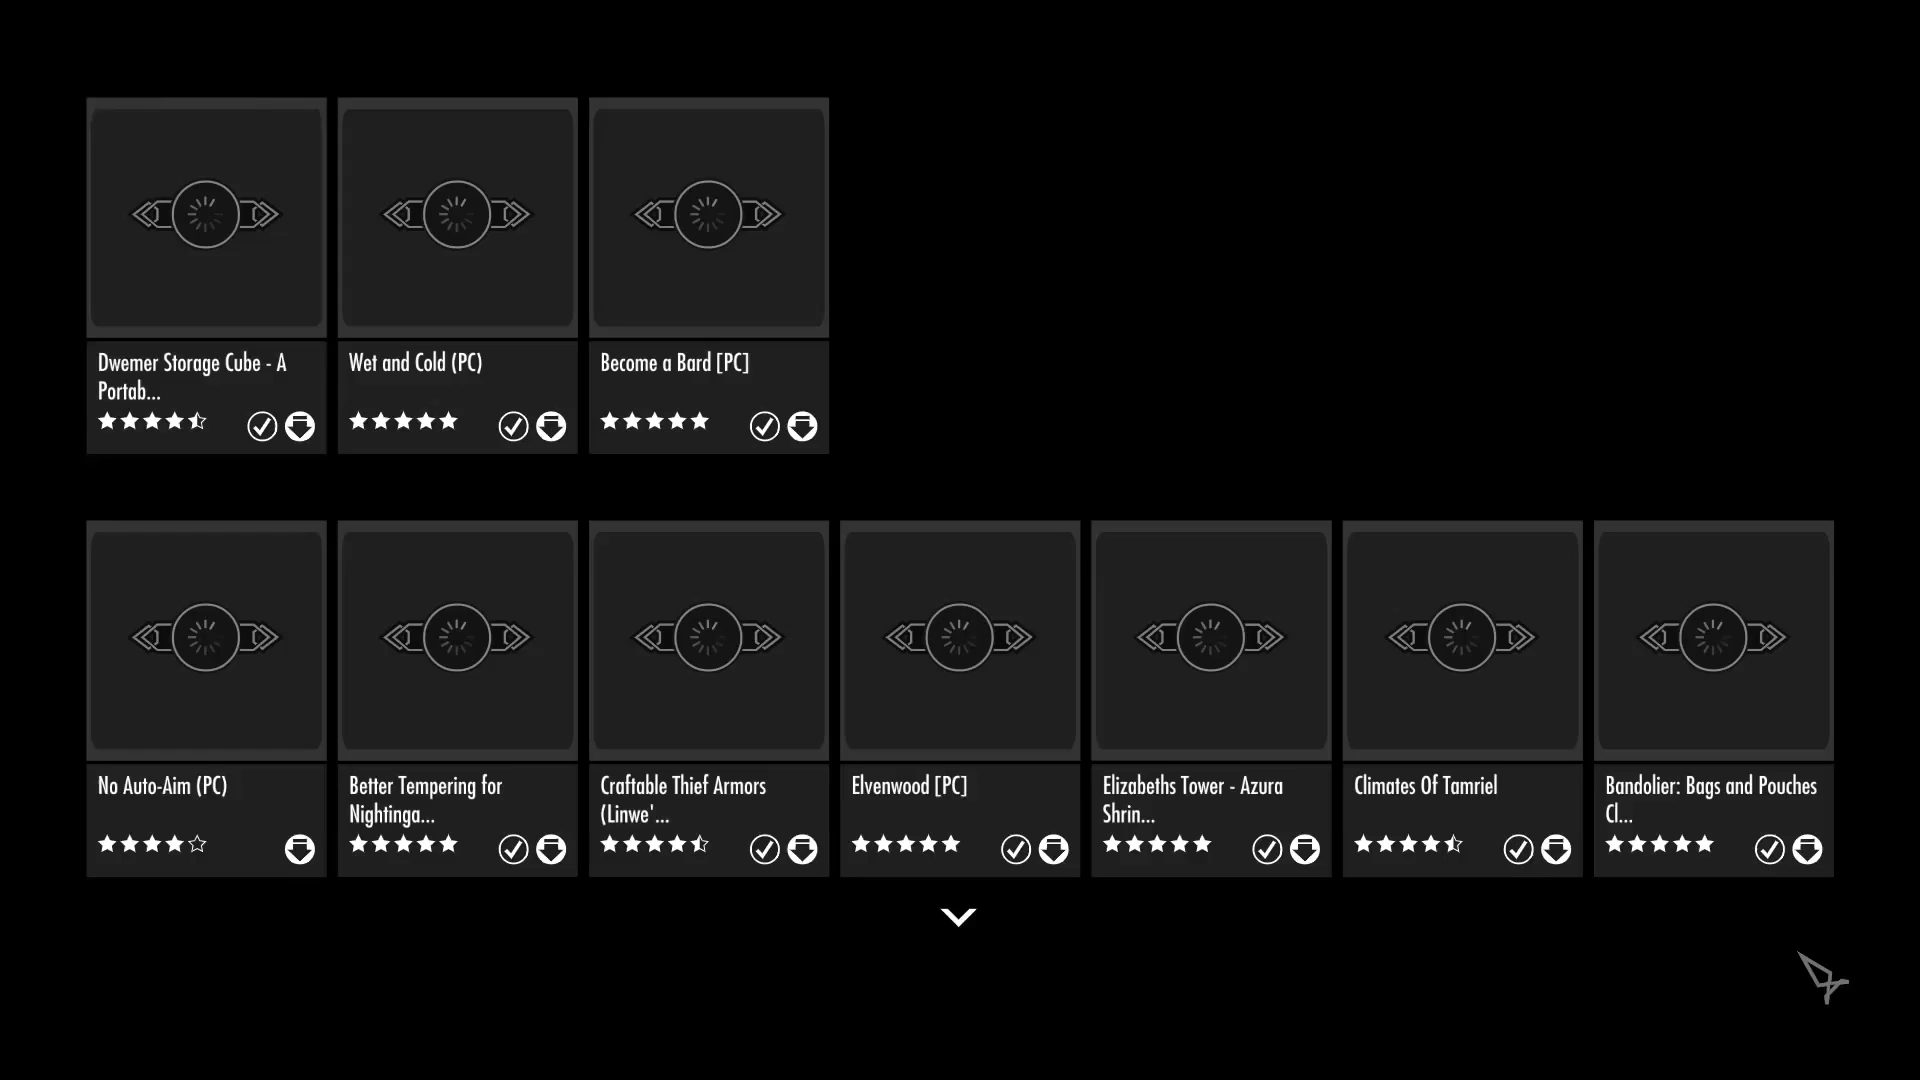 Dwemer Storage Cube - A
Portab...
Wet and Cold (PC)
Become a Bard [PC]
No Auto-Aim (PC)
Better Tempering for
Nightinga...
Craftable Thief Armors
(Linwe'...
Elvenwood [PC]
Elizabeths Tower - Azura
Shrin...
Climates Of Tamriel
Bandolier: Bags and Pouches
Cl...